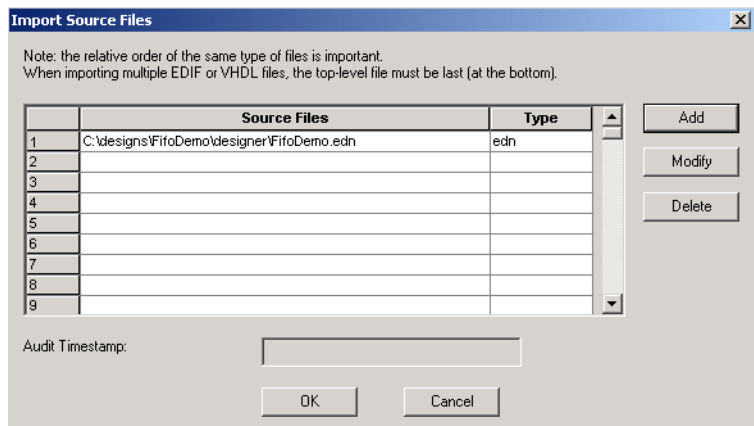 Import Source Files
Note: the relative order of the same type of files is important.
When importing multiple EDIF or VHDL files, the top-level file must be last (at the bottom).
Source Files Type
1 C:\designs\FifoDemo\designer\FifoDemo.edn edn
2
3
4
5
6
7
8
9
Add
Modify
Delete
Audit Timestamp:
OK Cancel